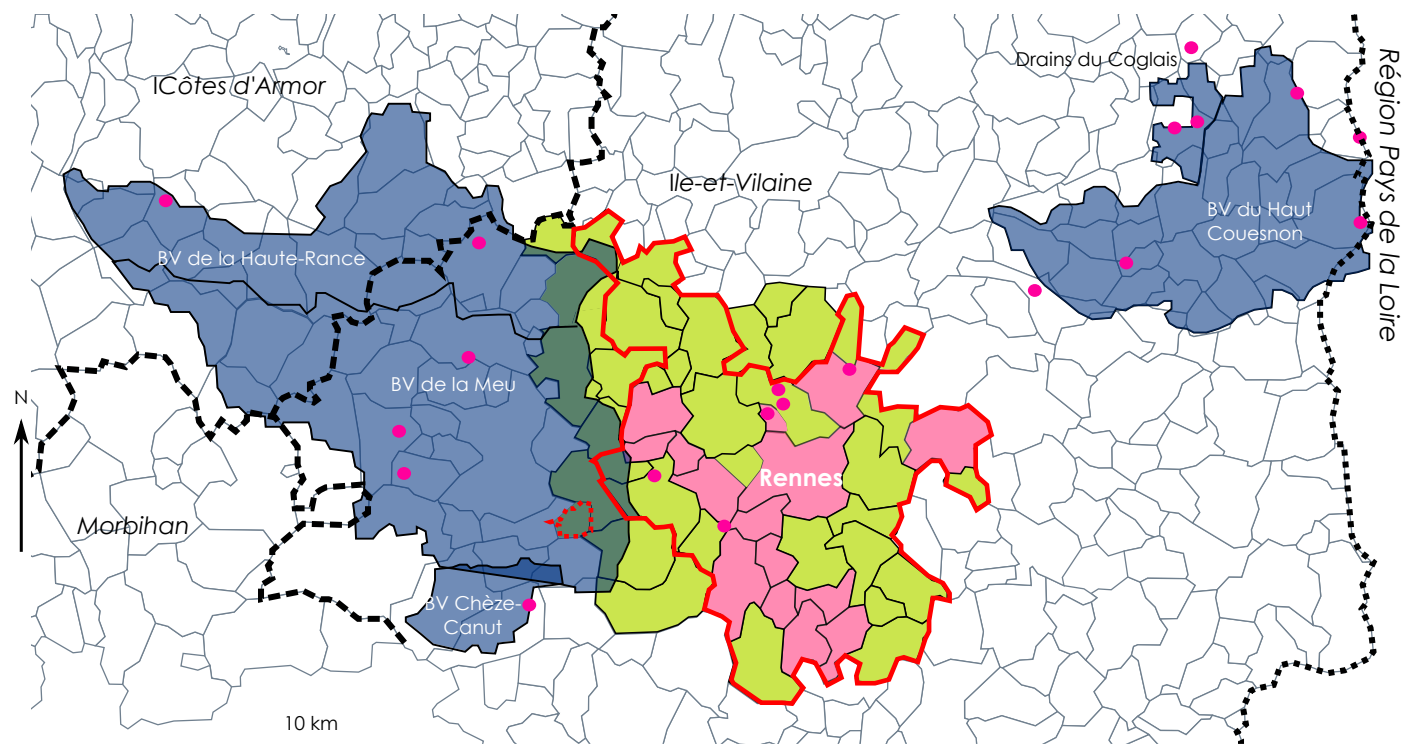 Drains du Coglais
ICôtes d'Armor
Région Pays de la Loire
Ile-et-Vilaine
BV du Haut
Couesnon
BV de la Haute-Rance
BV de la Meu
N
Rennes
Morbihan
BV Chèze-
Canut
10 km